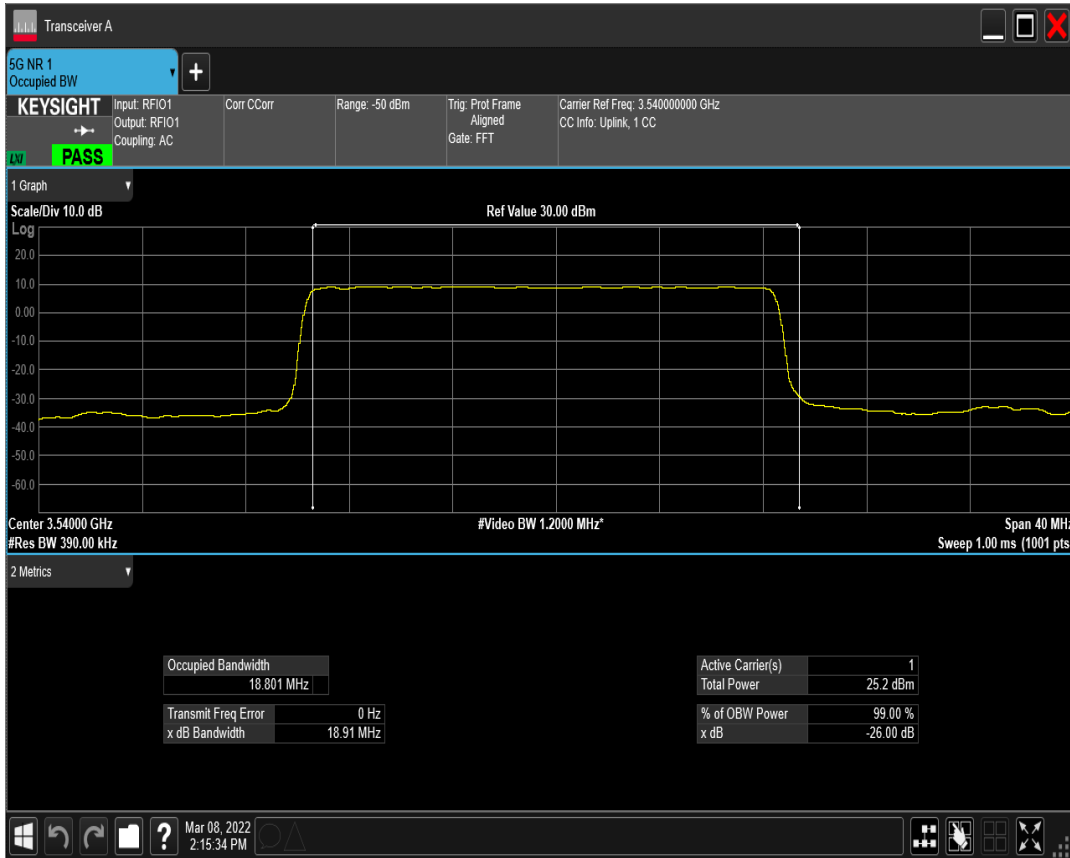 Transceiver A
5G NR 1
Occupied BW
+
KEYSIGHT
LXI
PASS
Input: RFIO1
Output: RFIO1
Coupling: AC
Corr CCorr
Range: -50 dBm
Trig: Prot Frame
Aligned
Gate: FFT
Carrier Ref Freq: 3.540000000 GHz
CC Info: Uplink, 1 CC
1 Graph
Scale/Div 10.0 dB
Ref Value 30.00 dBm
Log
20.0
10.0
0.00
-10.0
-20.0
-30.0
-40.0
-50.0
-60.0
Center 3.54000 GHz
#Video BW 1.2000 MHz*
Span 40 MHz
#Res BW 390.00 kHz
Sweep 1.00 ms (1001 pts
2 Metrics
Occupied Bandwidth
18.801 MHz
Transmit Freq Error 0 Hz
x dB Bandwidth 18.91 MHz
Active Carrier(s) 1
Total Power 25.2 dBm
% of OBW Power 99.00 %
x dB -26.00 dB
?
Mar 08, 2022
2:15:34 PM